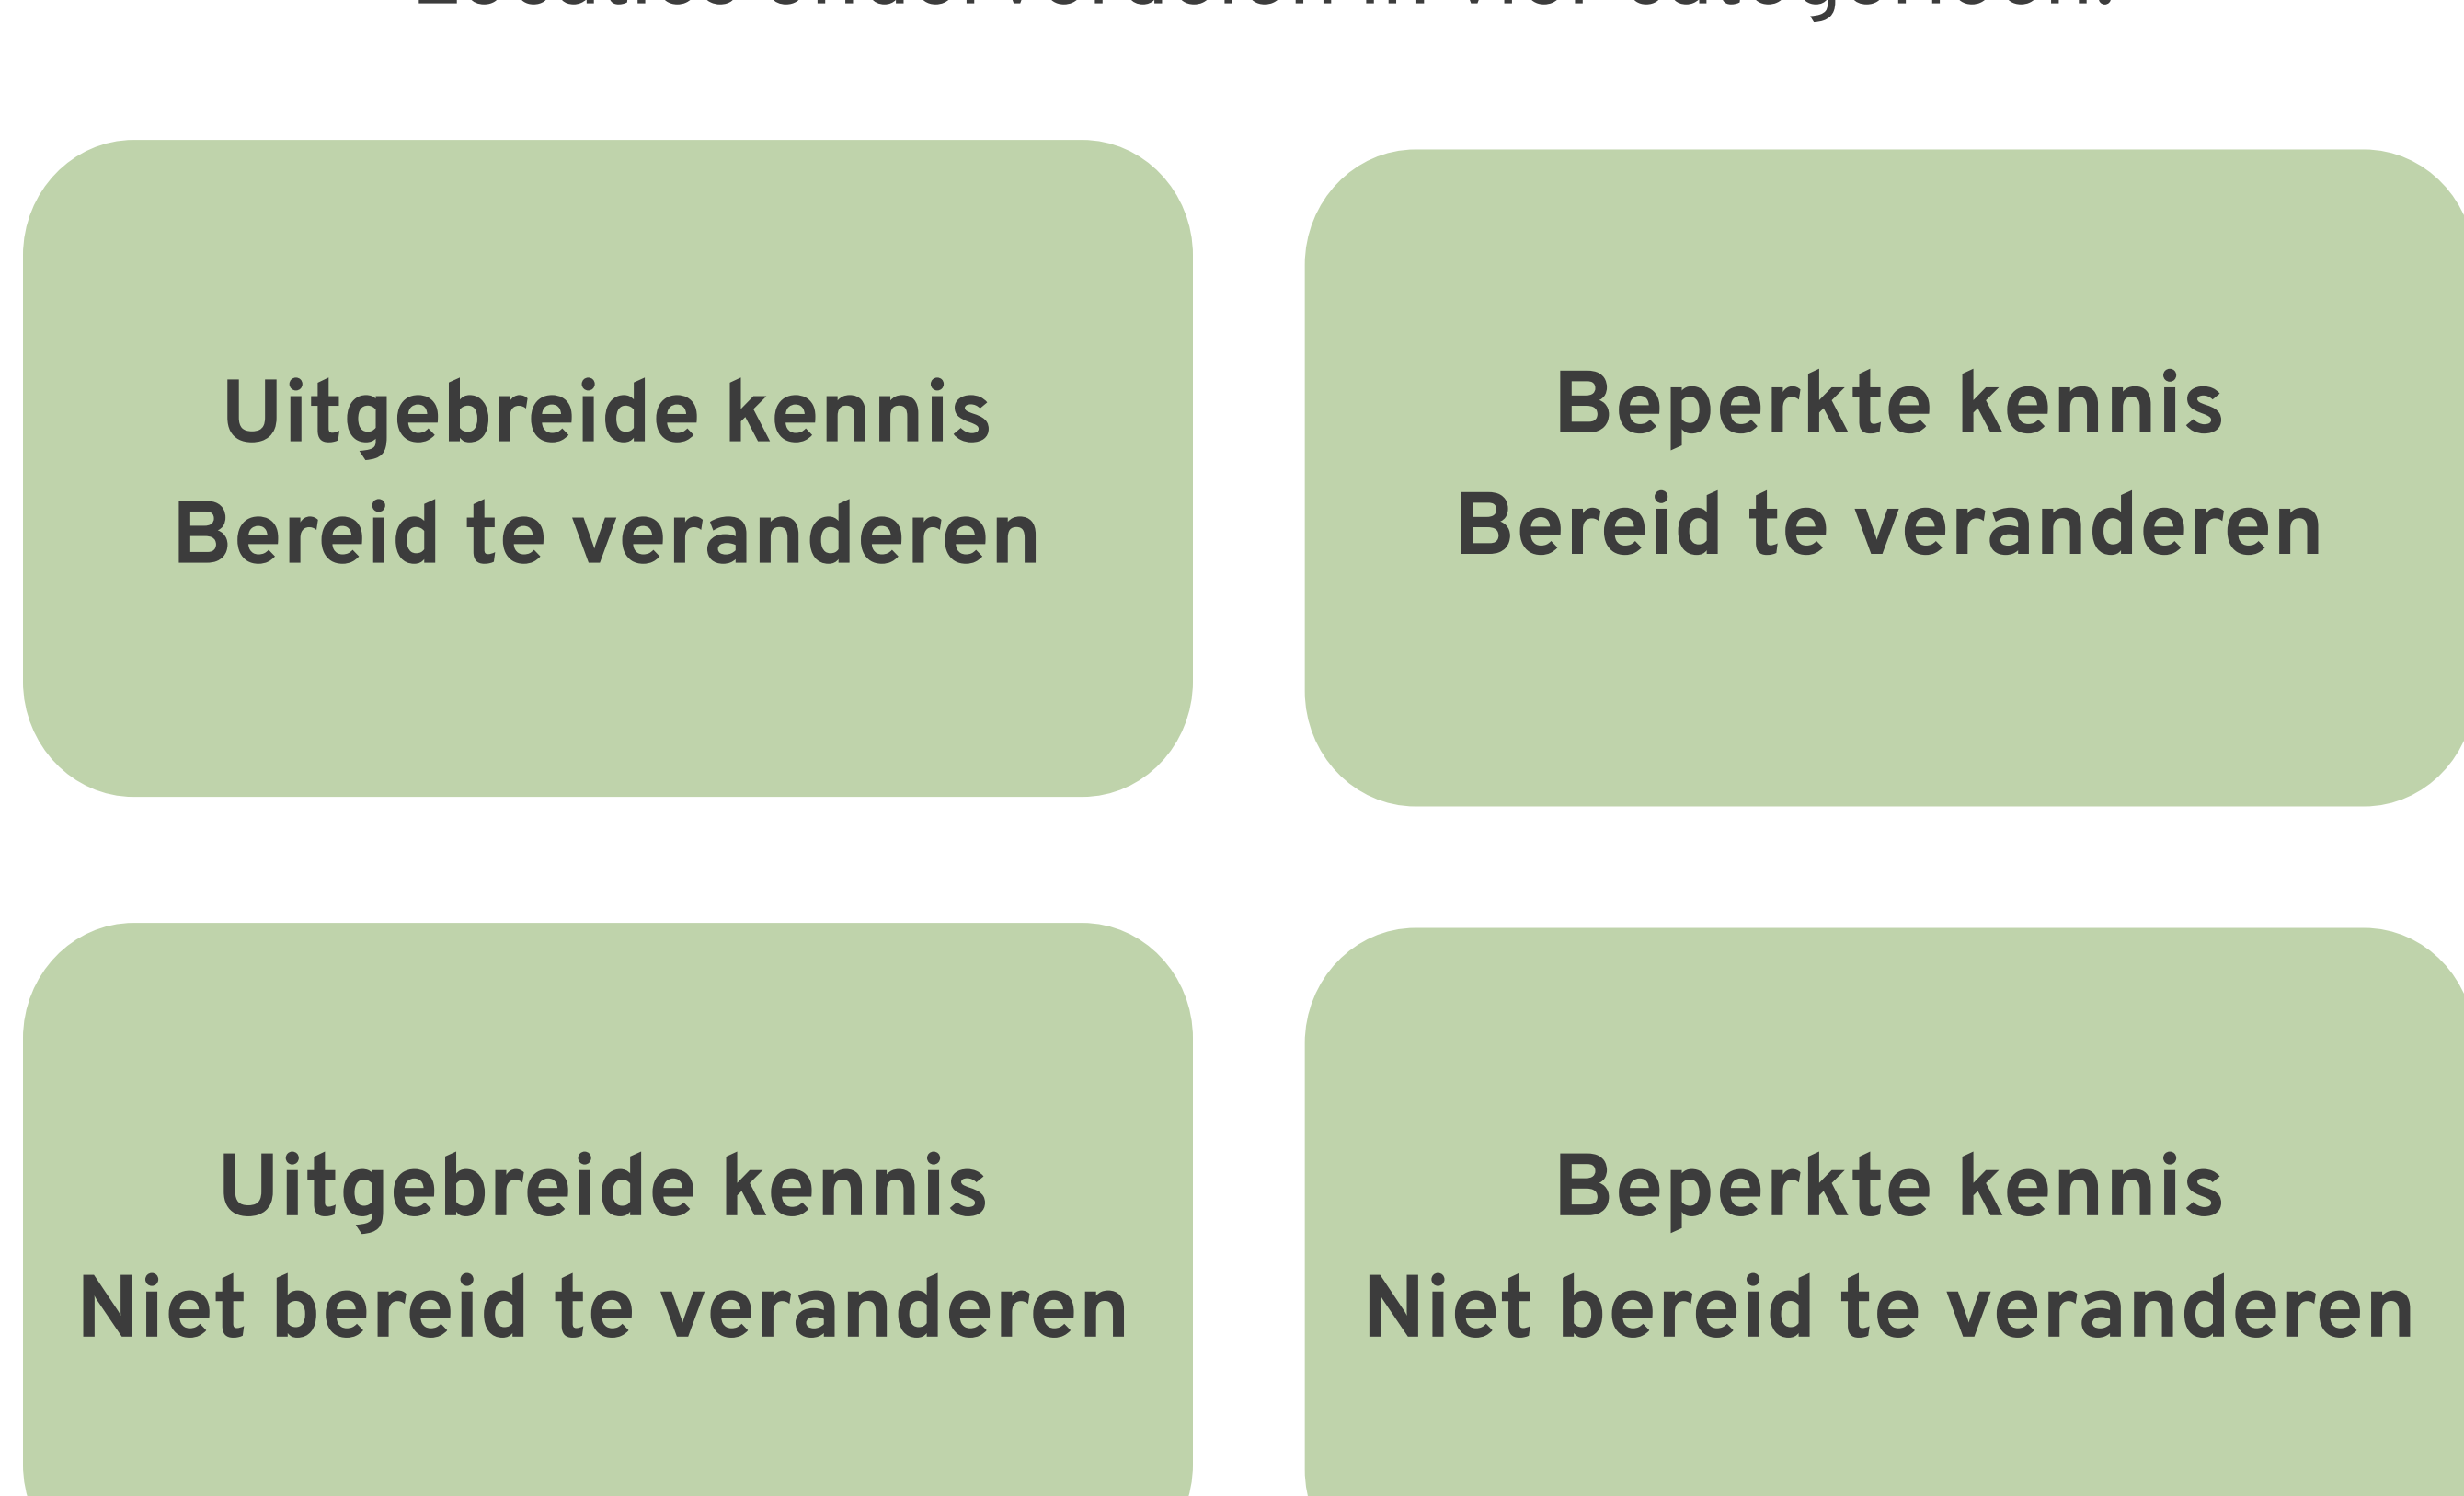 Uitgebreide kennis
Bereid te veranderen
Beperkte kennis
Bereid te veranderen
Uitgebreide kennis
Niet bereid te veranderen
Beperkte kennis
Niet bereid te veranderen